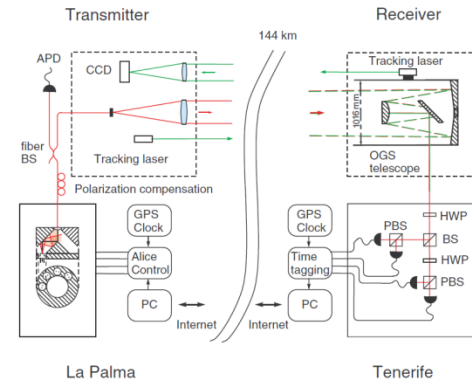 Transmitter
Receiver
144 km
APD
CCD
Tracking laser
fiber
BS
Tracking laser
Polarization compensation
1016 mm
OGS
telescope
GPS
Clock
Alice
Control
PC
Internet
GPS
Clock
Time
tagging
PC
Internet
PBS
HWP
BS
HWP
PBS
La Palma
Tenerife